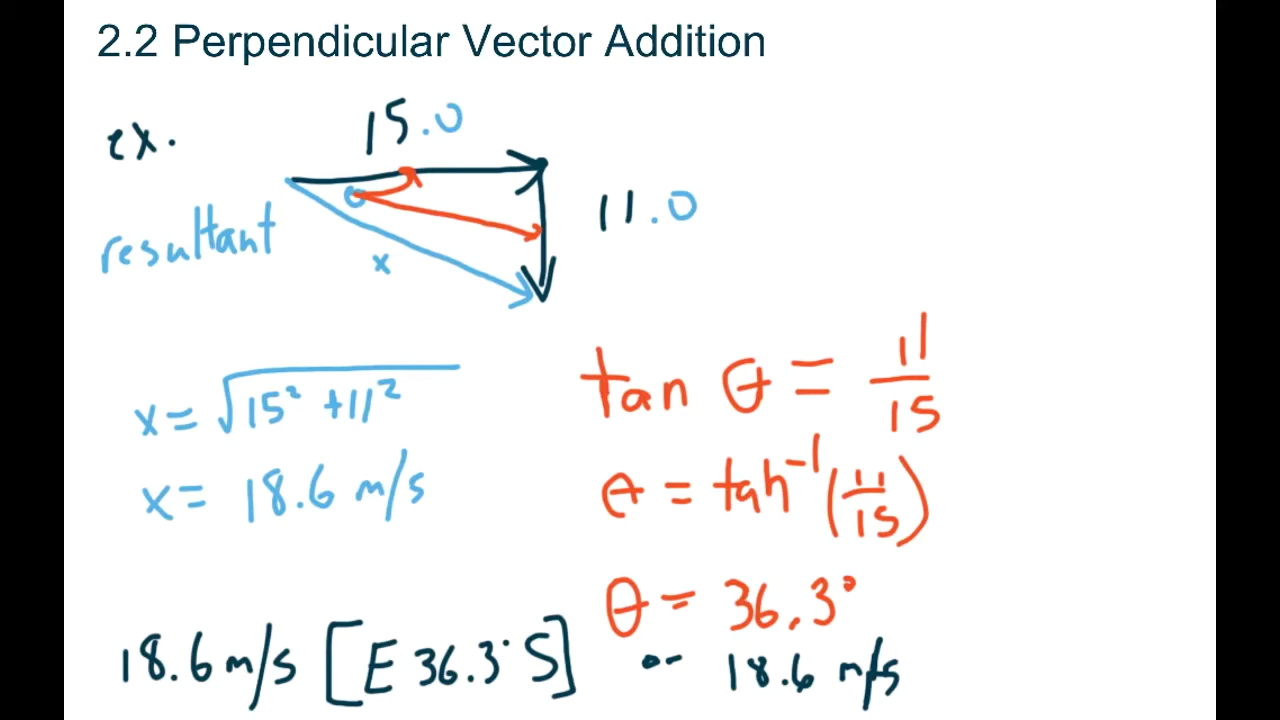 2.2 Perpendicular Vector Addition
ex.
15.0
11.0
resultant
x
x = √15² + 11²
x = 18.6 m/s
tan θ = 11/15
θ = tan⁻¹(11/15)
θ = 36.3°
18.6 m/s [E 36.3° S] or 18.6 m/s